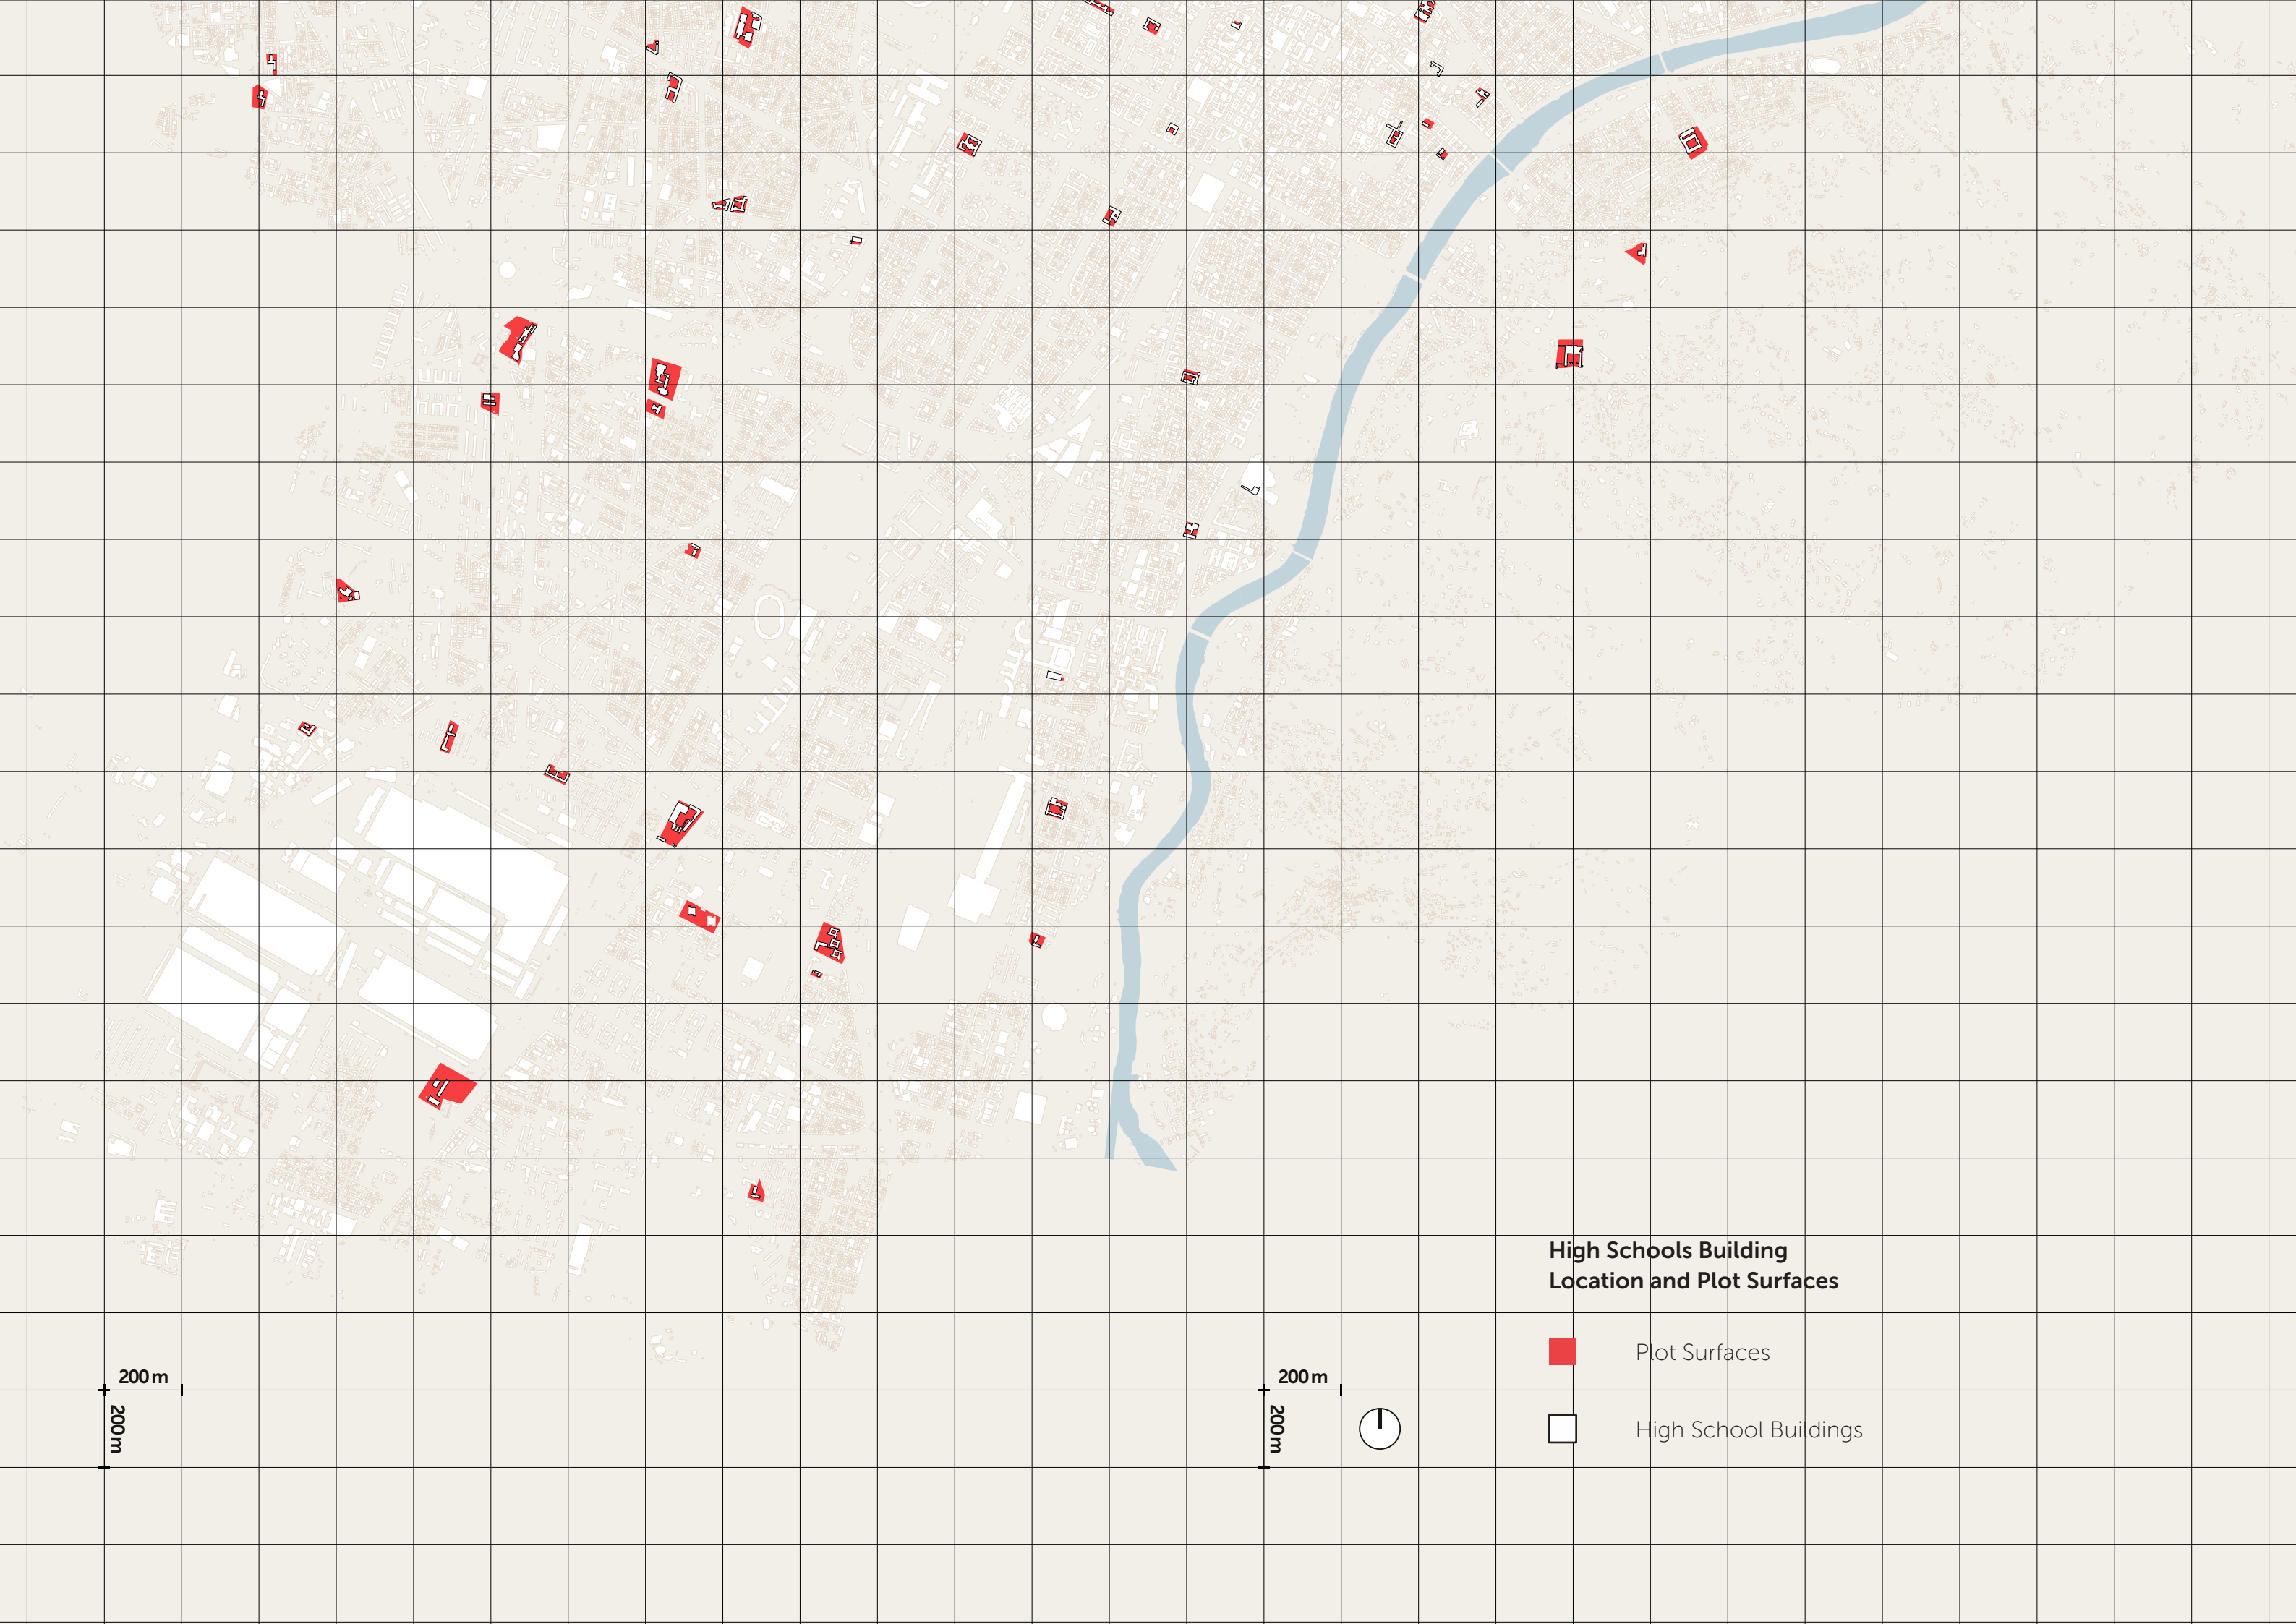 High Schools Building
Location and Plot Surfaces
Plot Surfaces
High School Buildings
200 m
200 m
200 m
200 m